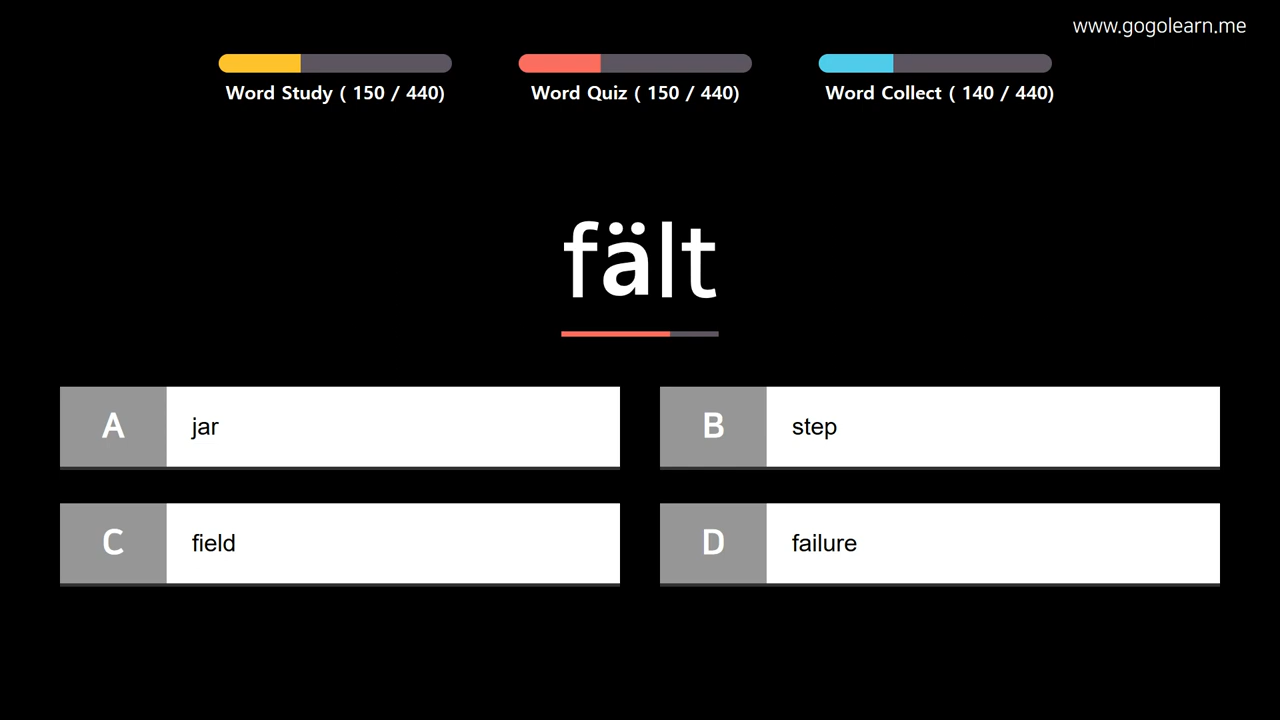 www.gogolearn.me
Word Study ( 150 / 440)
Word Quiz ( 150 / 440)
Word Collect ( 140 / 440)
fält
A
jar
B
step
C
field
D
failure